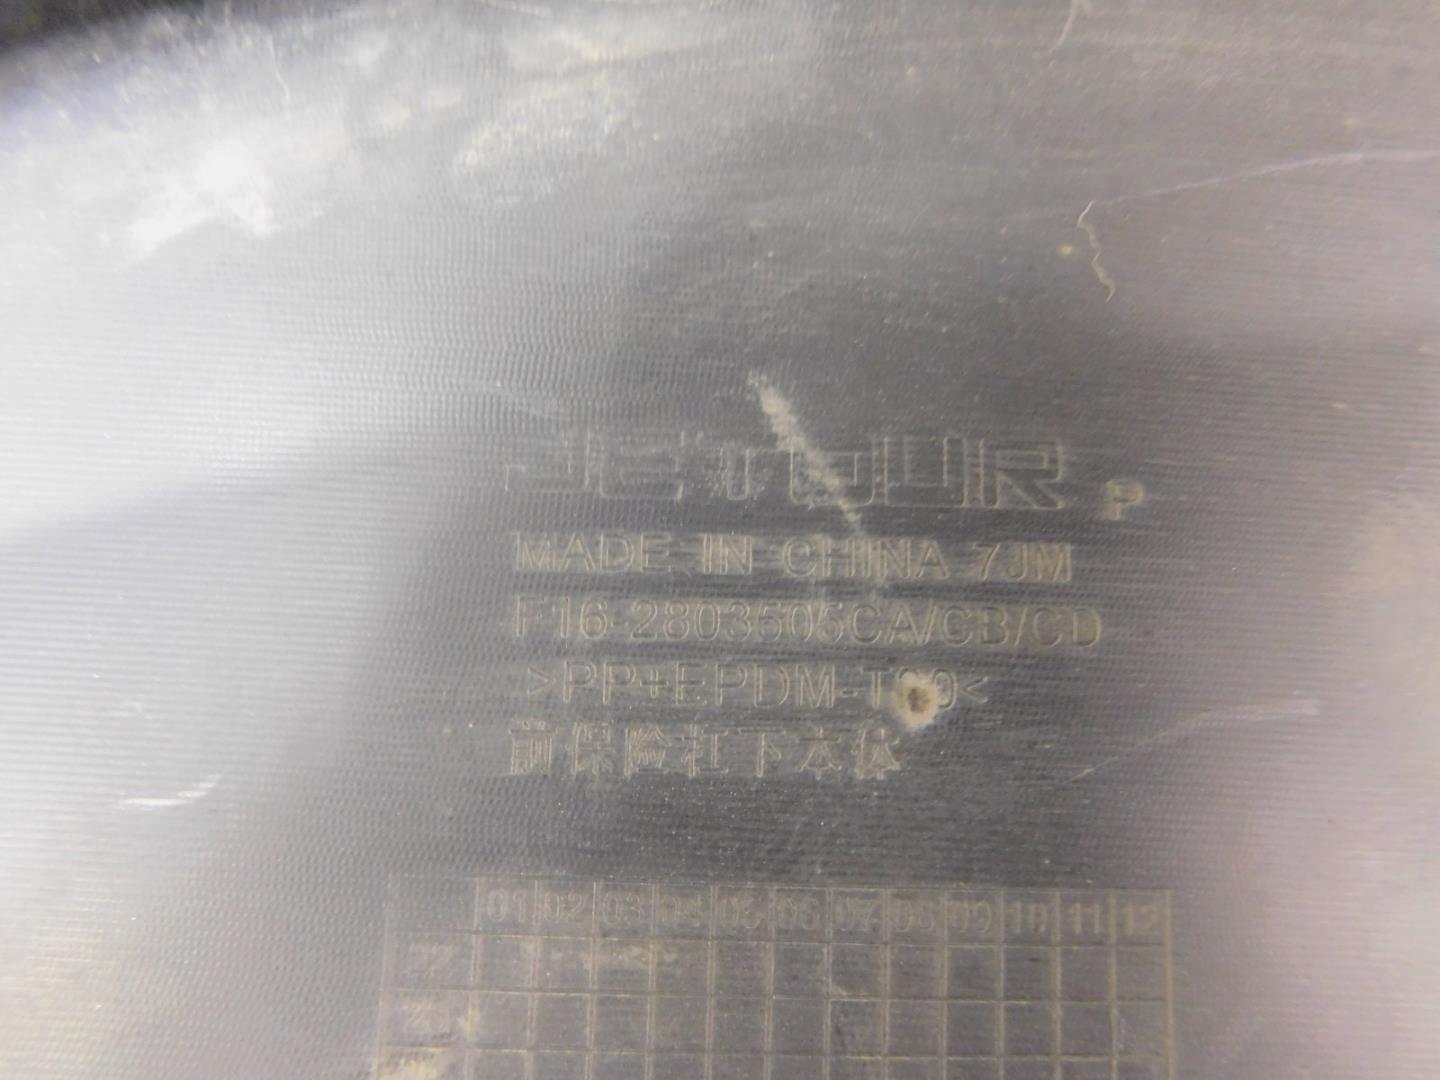 JETOUR P
MADE IN CHINA 7JM
F16-2803505CA/CB/CD
>PP+EPDM-T20<
前保险杠下本体
01 02 03 04 05 06 07 08 09 10 11 12